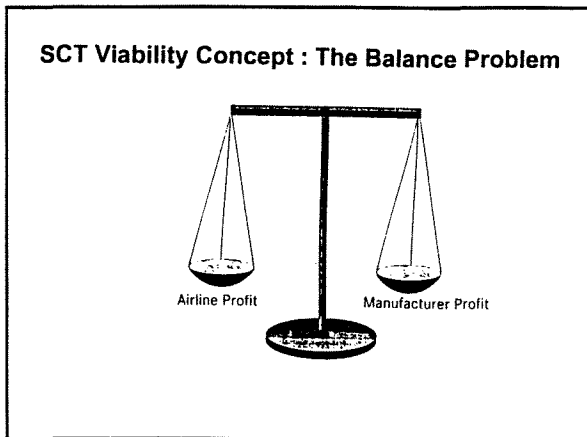 SCT Viability Concept : The Balance Problem
Airline Profit
Manufacturer Profit